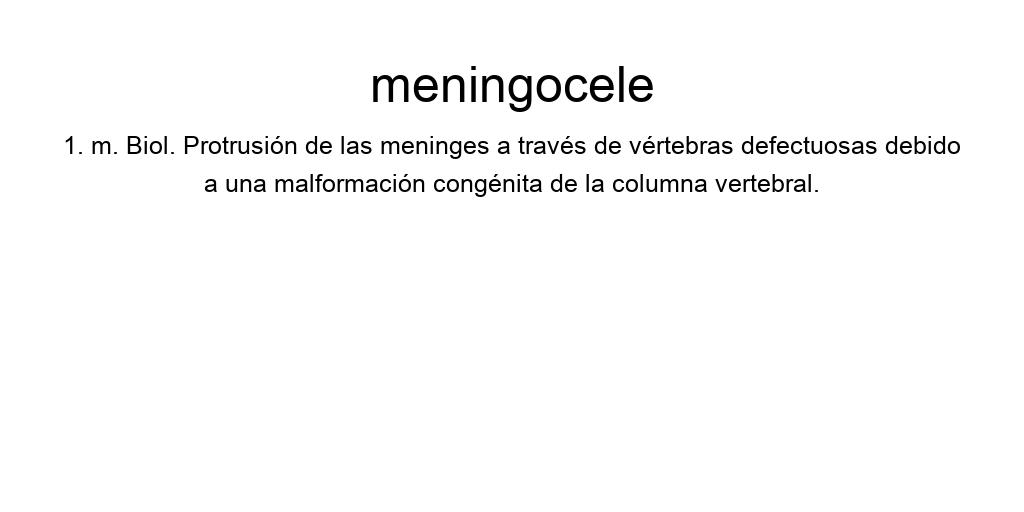 meningocele
1. m. Biol. Protrusión de las meninges a través de vértebras defectuosas debido
a una malformación congénita de la columna vertebral.